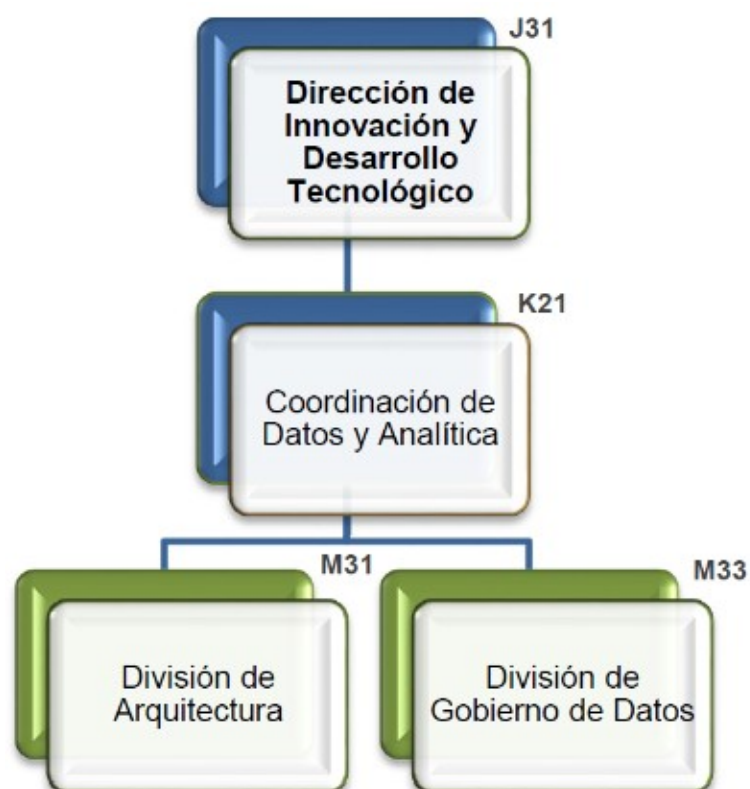 J31
Dirección de
Innovación y
Desarrollo
Tecnológico
K21
Coordinación de
Datos y Analítica
M31
División de
Arquitectura
M33
División de
Gobierno de Datos